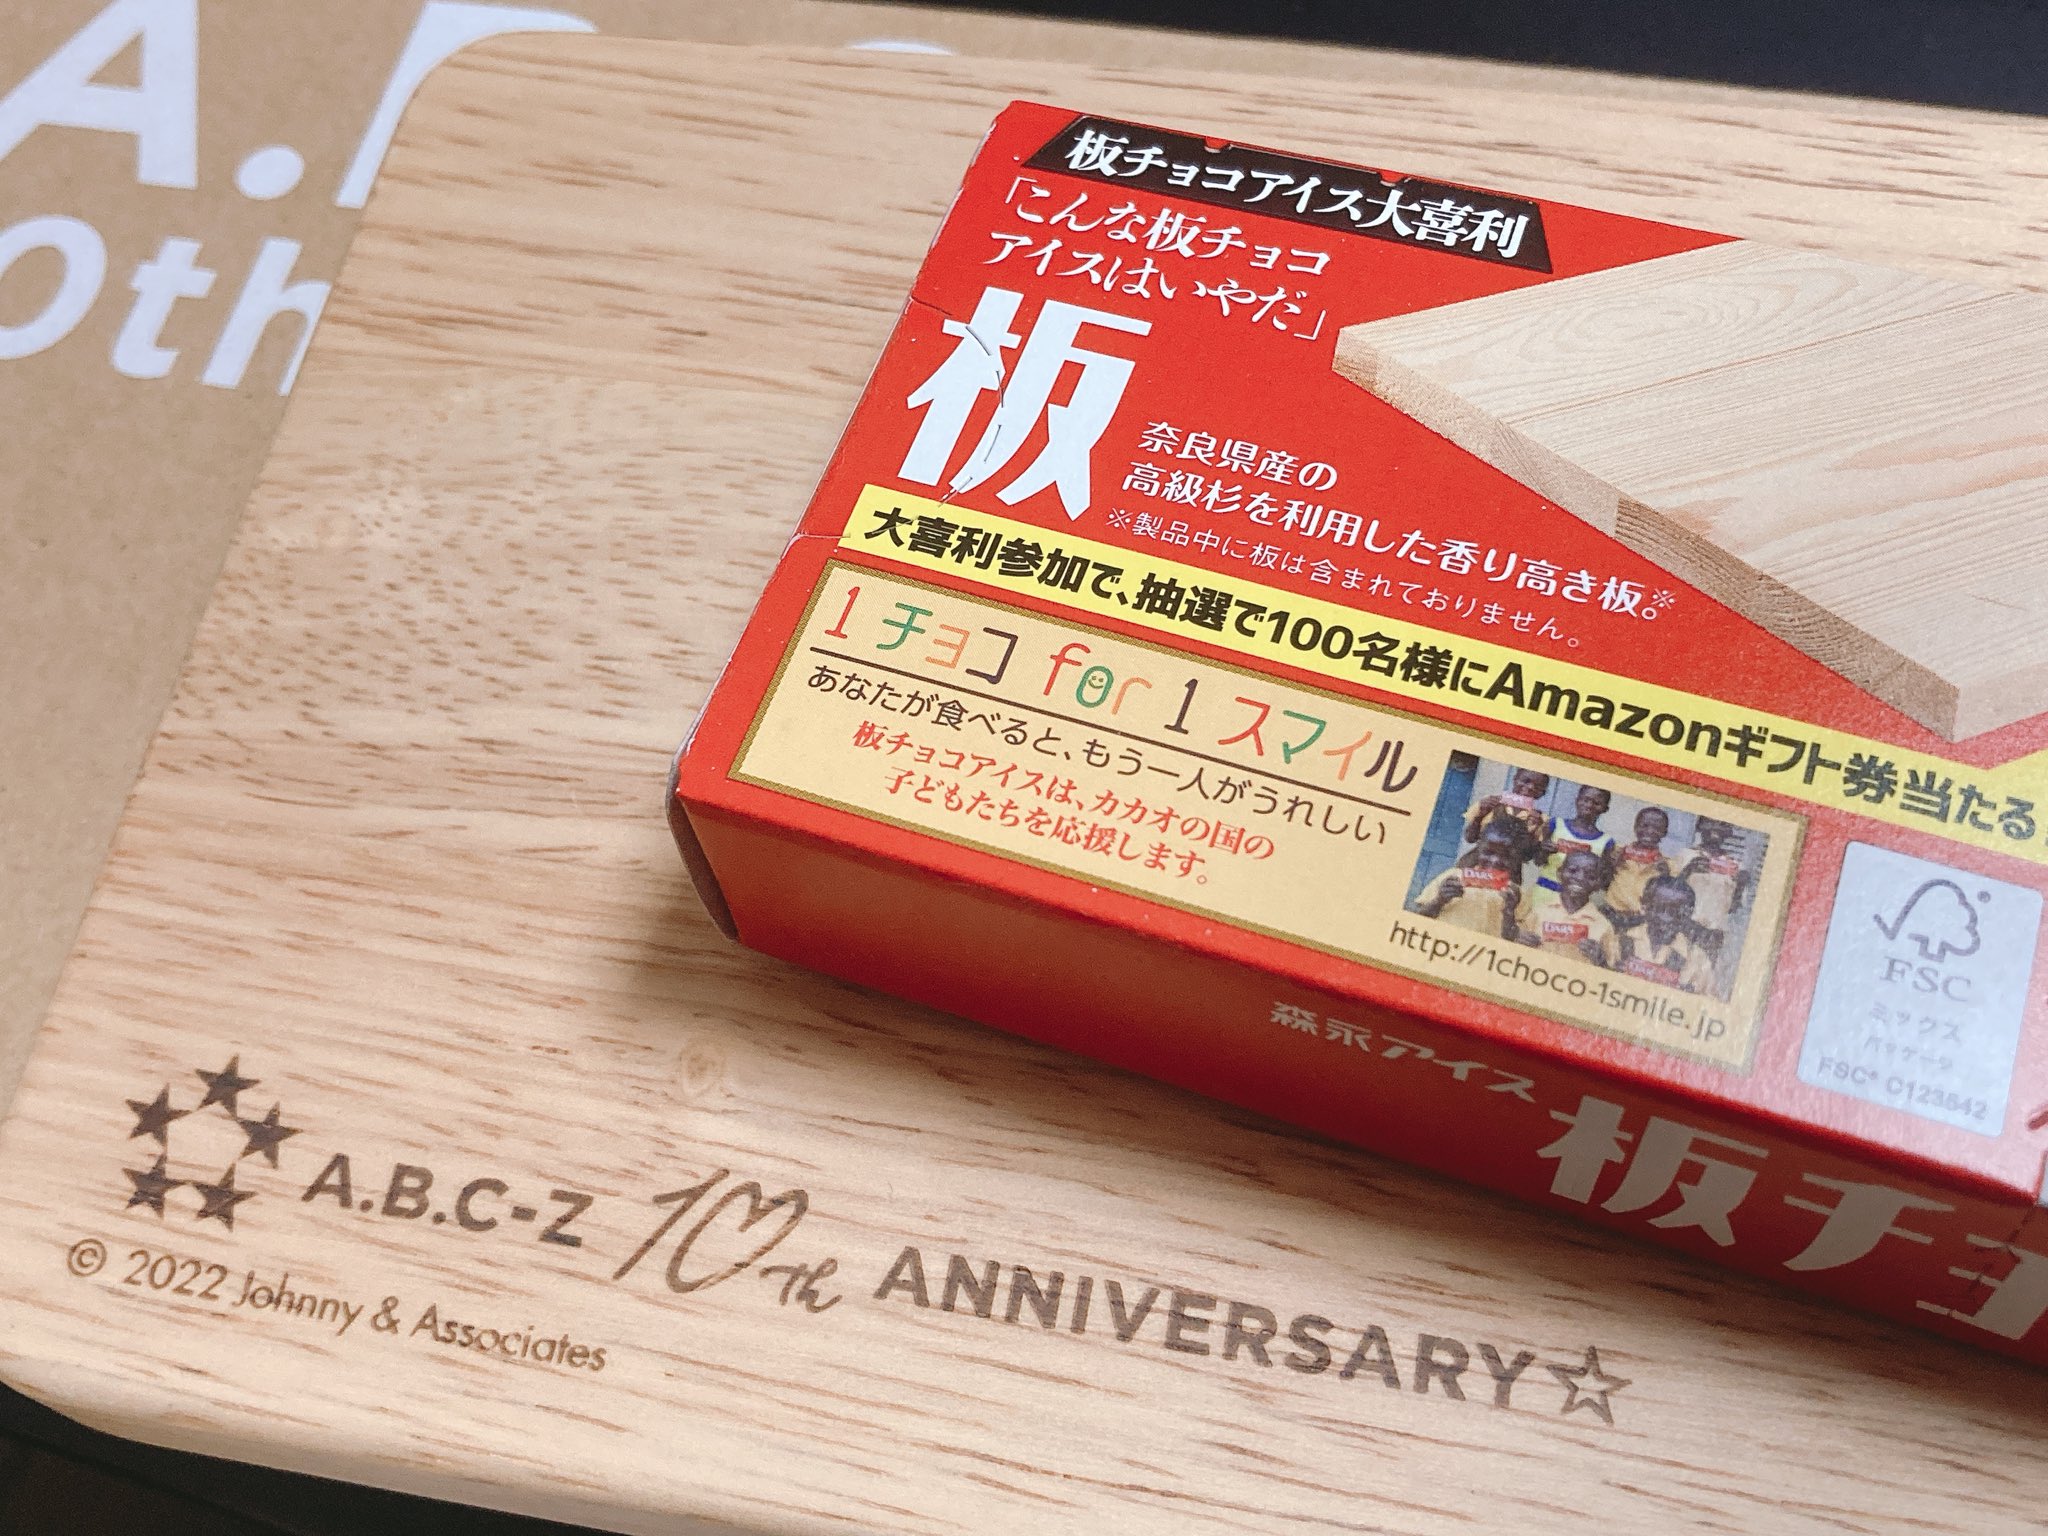 A.B.C
0th
板チョコアイス大喜利
「こんな板チョコ
アイスはいやだ」
板
奈良県産の
高級杉を利用した香り高き板。※
※製品中に板は含まれておりません。
大喜利参加で、抽選で100名様にAmazonギフト券当たる
1 チョコ for 1 スマイル
あなたが食べると、もう一人がうれしい
板チョコアイスは、カカオの国の
子どもたちを応援します。
DARS
DARS
http://1choco-1smile.jp
FSC
ミックス
パッケージ
FSC® C123842
森永アイス 板チョ
A.B.C-Z 10th ANNIVERSARY☆
© 2022 Johnny & Associates